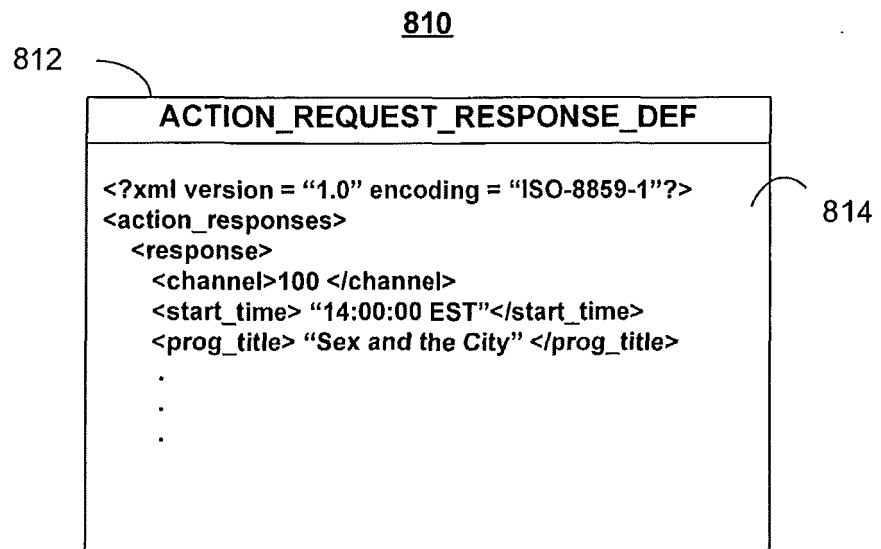 810
812
ACTION_REQUEST_RESPONSE_DEF
<?xml version = “1.0” encoding = “ISO-8859-1”?>
<action_responses>
<response>
<channel>100 </channel>
<start_time> “14:00:00 EST”</start_time>
<prog_title> “Sex and the City” </prog_title>
.
.
.
814